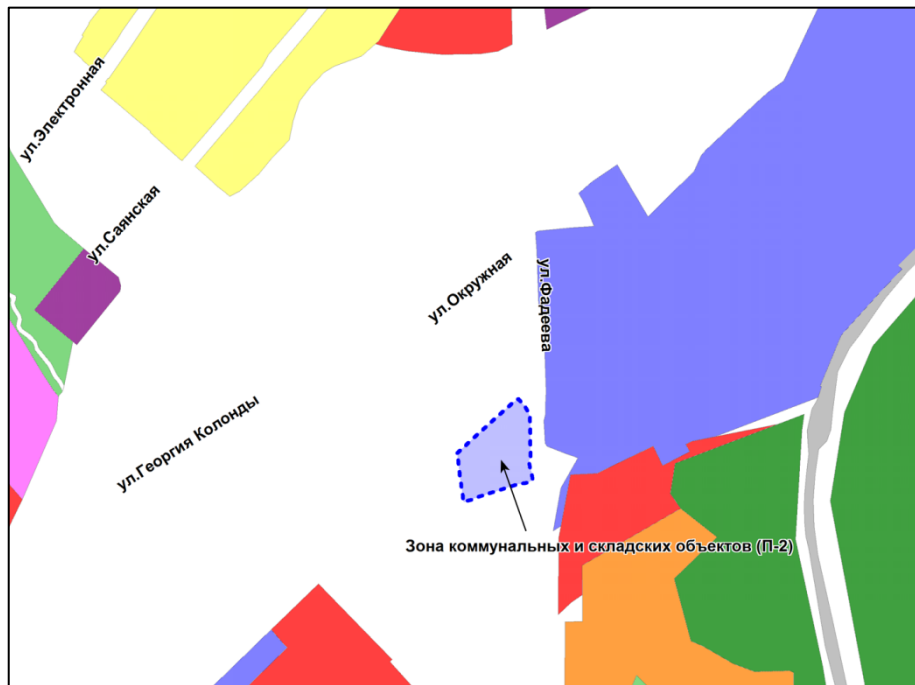 ул.Электронная
ул.Саянская
ул.Окружная
ул.Фадеева
ул.Георгия Колонды
Зона коммунальных и складских объектов (П-2)